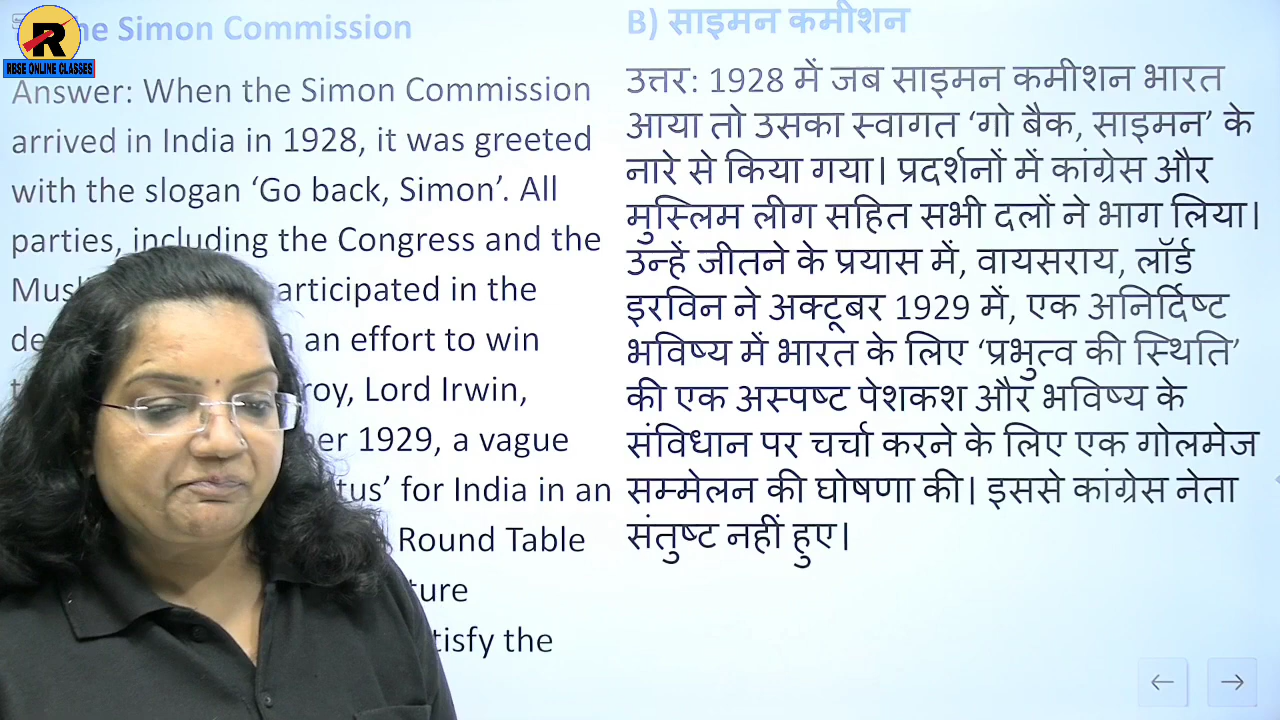 R
RBSE ONLINE CLASSES
The Simon Commission
Answer: When the Simon Commission
arrived in India in 1928, it was greeted
with the slogan ‘Go back, Simon’. All
parties, including the Congress and the
articipated in the
an effort to win
roy, Lord Irwin,
er 1929, a vague
tus’ for India in an
Round Table
ture
tisfy the
B) साइमन कमीशन
उत्तर: 1928 में जब साइमन कमीशन भारत
आया तो उसका स्वागत ‘गो बैक, साइमन’ के
नारे से किया गया। प्रदर्शनों में कांग्रेस और
मुस्लिम लीग सहित सभी दलों ने भाग लिया।
उन्हें जीतने के प्रयास में, वायसराय, लॉर्ड
इरविन ने अक्टूबर 1929 में, एक अनिर्दिष्ट
भविष्य में भारत के लिए ‘प्रभुत्व की स्थिति’
की एक अस्पष्ट पेशकश और भविष्य के
संविधान पर चर्चा करने के लिए एक गोलमेज
सम्मेलन की घोषणा की। इससे कांग्रेस नेता
संतुष्ट नहीं हुए।